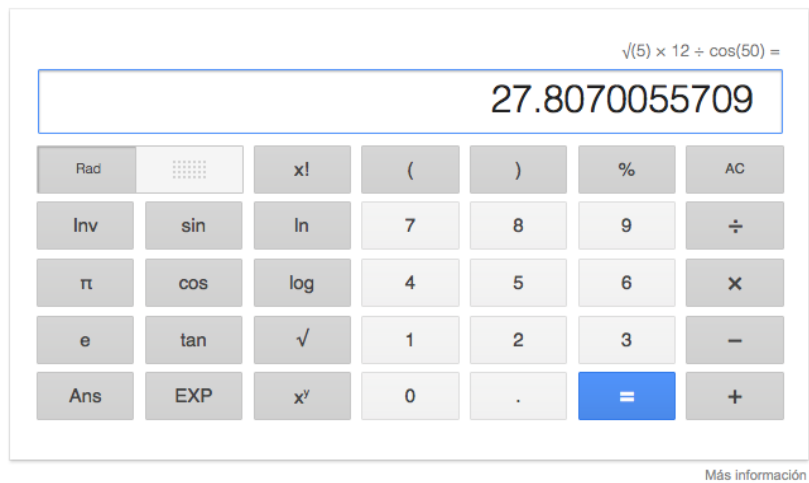 √(5) × 12 ÷ cos(50) =
27.8070055709
Rad x! ( ) % AC
Inv sin ln 7 8 9 ÷
π cos log 4 5 6 ×
e tan √ 1 2 3 −
Ans EXP xʸ 0 . = +
Más información